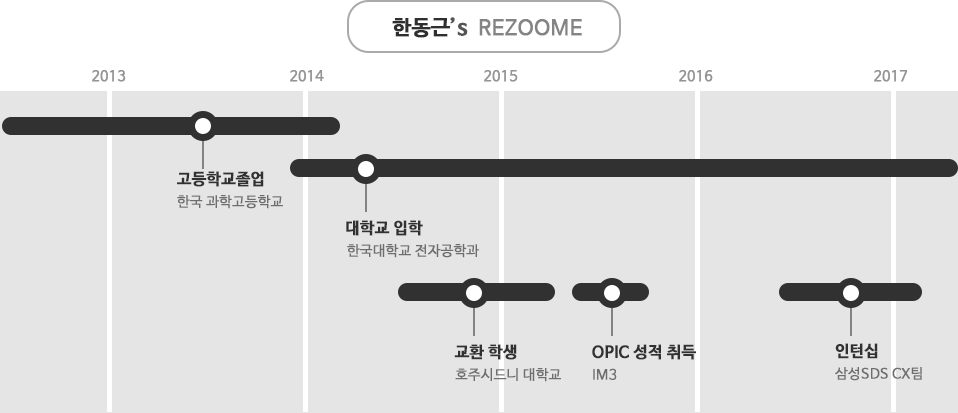 한동근's REZOOME
2013 2014 2015 2016 2017
고등학교졸업
한국 과학고등학교
대학교 입학
한국대학교 전자공학과
교환 학생
호주시드니 대학교
OPIC 성적 취득
IM3
인턴십
삼성SDS CX팀